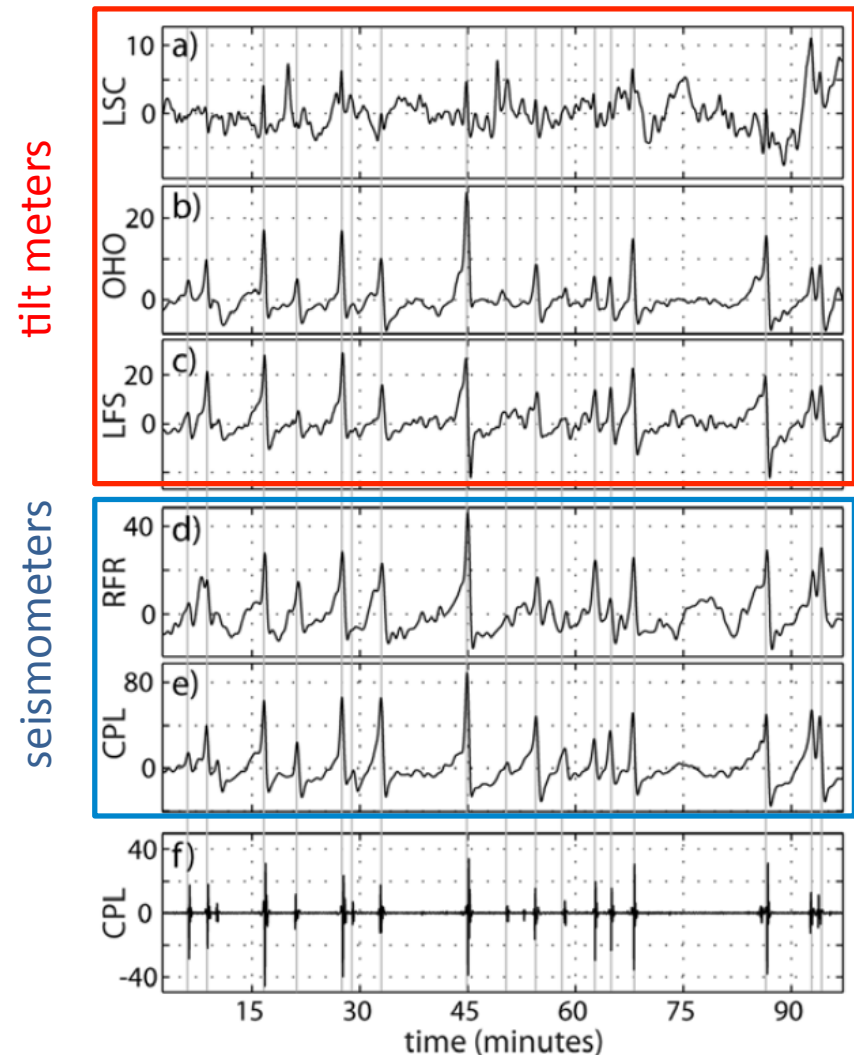 tilt meters
a)
LSC
10
0
b)
OHO
20
0
c)
LFS
20
0
seismometers
d)
RFR
40
0
e)
CPL
80
0
f)
CPL
40
0
-40
15 30 45 60 75 90
time (minutes)